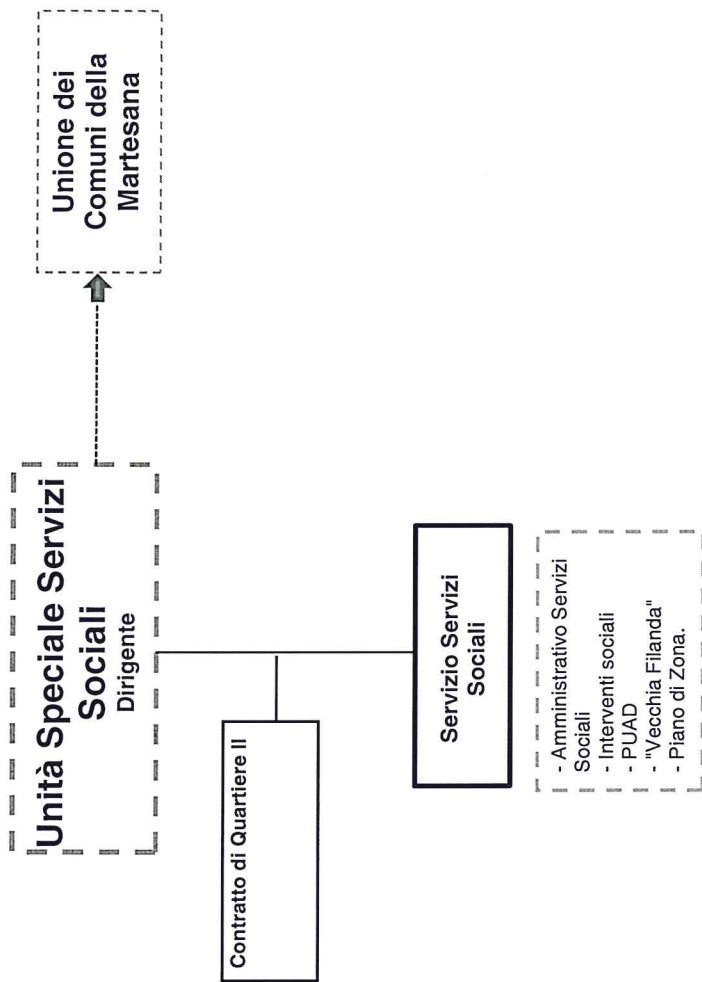 Unità Speciale Servizi
Sociali
Dirigente
Unione dei
Comuni della
Martesana
Contratto di Quartiere II
Servizio Servizi
Sociali
- Amministrativo Servizi
Sociali
- Interventi sociali
- PUAD
- "Vecchia Filanda"
- Piano di Zona.